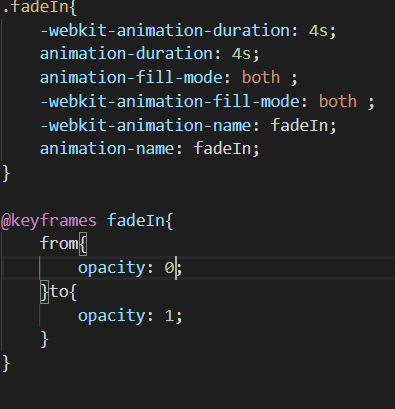 .fadeIn{
    -webkit-animation-duration: 4s;
    animation-duration: 4s;
    animation-fill-mode: both ;
    -webkit-animation-fill-mode: both ;
    -webkit-animation-name: fadeIn;
    animation-name: fadeIn;
}

@keyframes fadeIn{
    from{
        opacity: 0;
    }to{
        opacity: 1;
    }
}